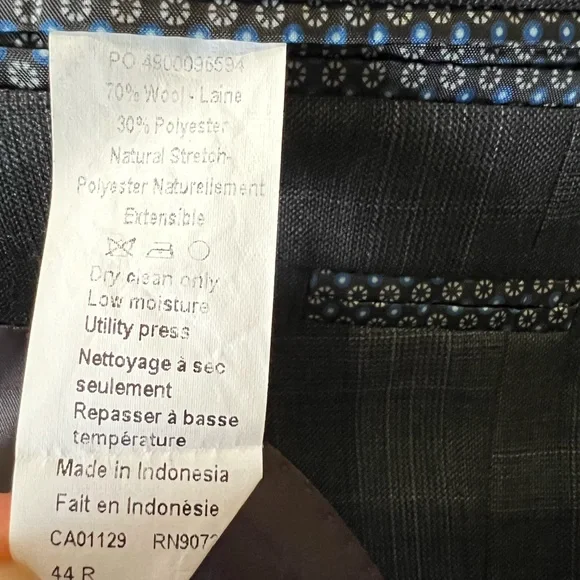 PO 4800096594
70% Wool - Laine
30% Polyester
Natural Stretch-
Polyester Naturellement
Extensible
Dry clean only
Low moisture
Utility press
Nettoyage à sec
seulement
Repasser à basse
température
Made in Indonesia
Fait en Indonésie
CA01129 RN907
44 R